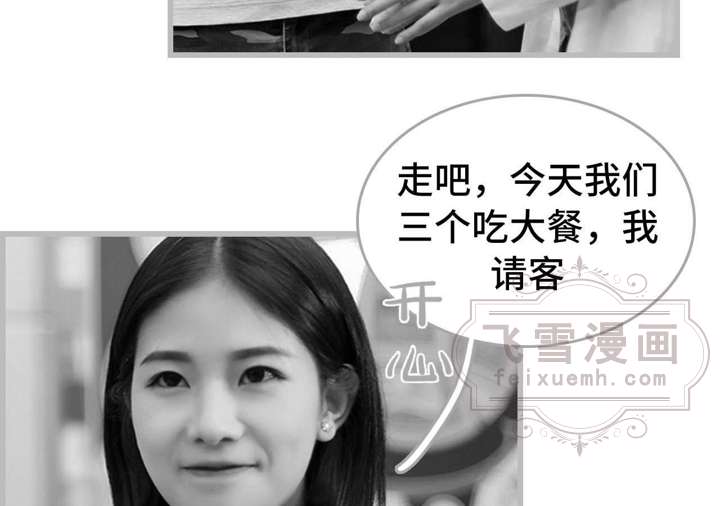 走吧，今天我们
三个吃大餐，我
请客
开
心
飞雪漫画
feixuemh.com